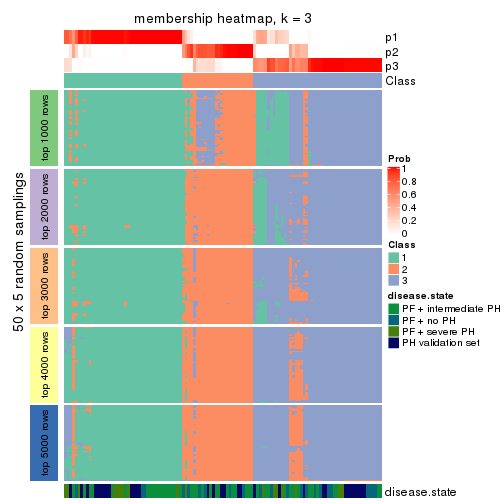 membership heatmap, k = 3
p1
p2
p3
Class
50 x 5 random samplings
top 1000 rows
top 2000 rows
top 3000 rows
top 4000 rows
top 5000 rows
Prob
1
0.8
0.6
0.4
0.2
0
Class
1
2
3
disease.state
PF + intermediate PH
PF + no PH
PF + severe PH
PH validation set
disease.state